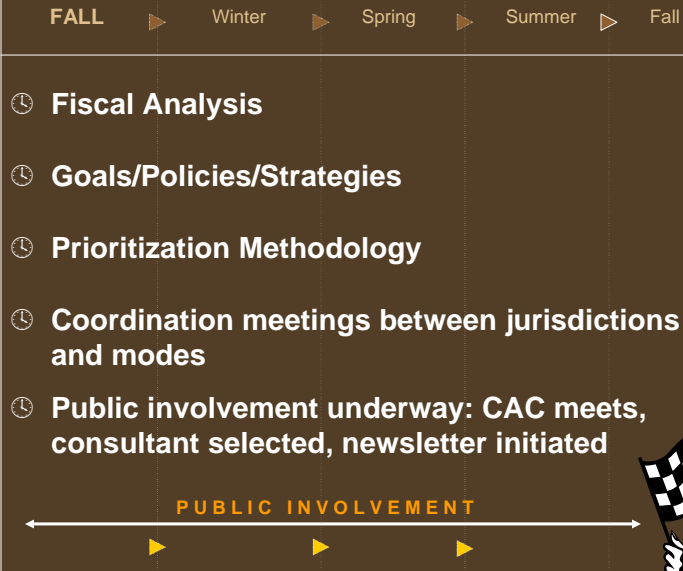 FALL Winter Spring Summer Fall
Fiscal Analysis
Goals/Policies/Strategies
Prioritization Methodology
Coordination meetings between jurisdictions
and modes
Public involvement underway: CAC meets,
consultant selected, newsletter initiated
PUBLIC INVOLVEMENT